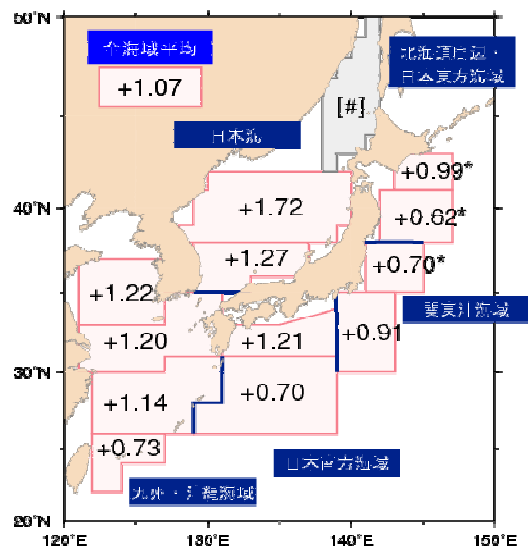 50°N
全海域平均
+1.07
北海道周辺・
日本東方海域
[#]
日本海
+0.99*
40°N
+1.72
+0.62*
+1.27
+0.70*
+1.22
関東沖海域
+1.20
+1.21
+0.91
30°N
+1.14
+0.70
+0.73
日本南方海域
九州・沖縄海域
20°N
120°E
130°E
140°E
150°E